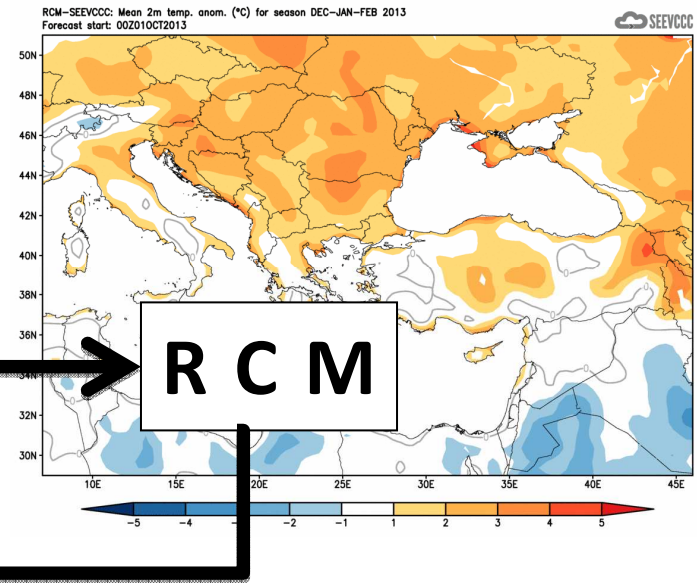 RCM-SEEVCCC: Mean 2m temp. anom. (°C) for season DEC-JAN-FEB 2013
Forecast start: 00Z01OCT2013
SEEVCCC
50N
48N
46N
44N
42N
40N
38N
36N
R C M
32N
30N
10E 15E 20E 25E 30E 35E 40E 45E
-5 -4 -2 -1 1 2 3 4 5